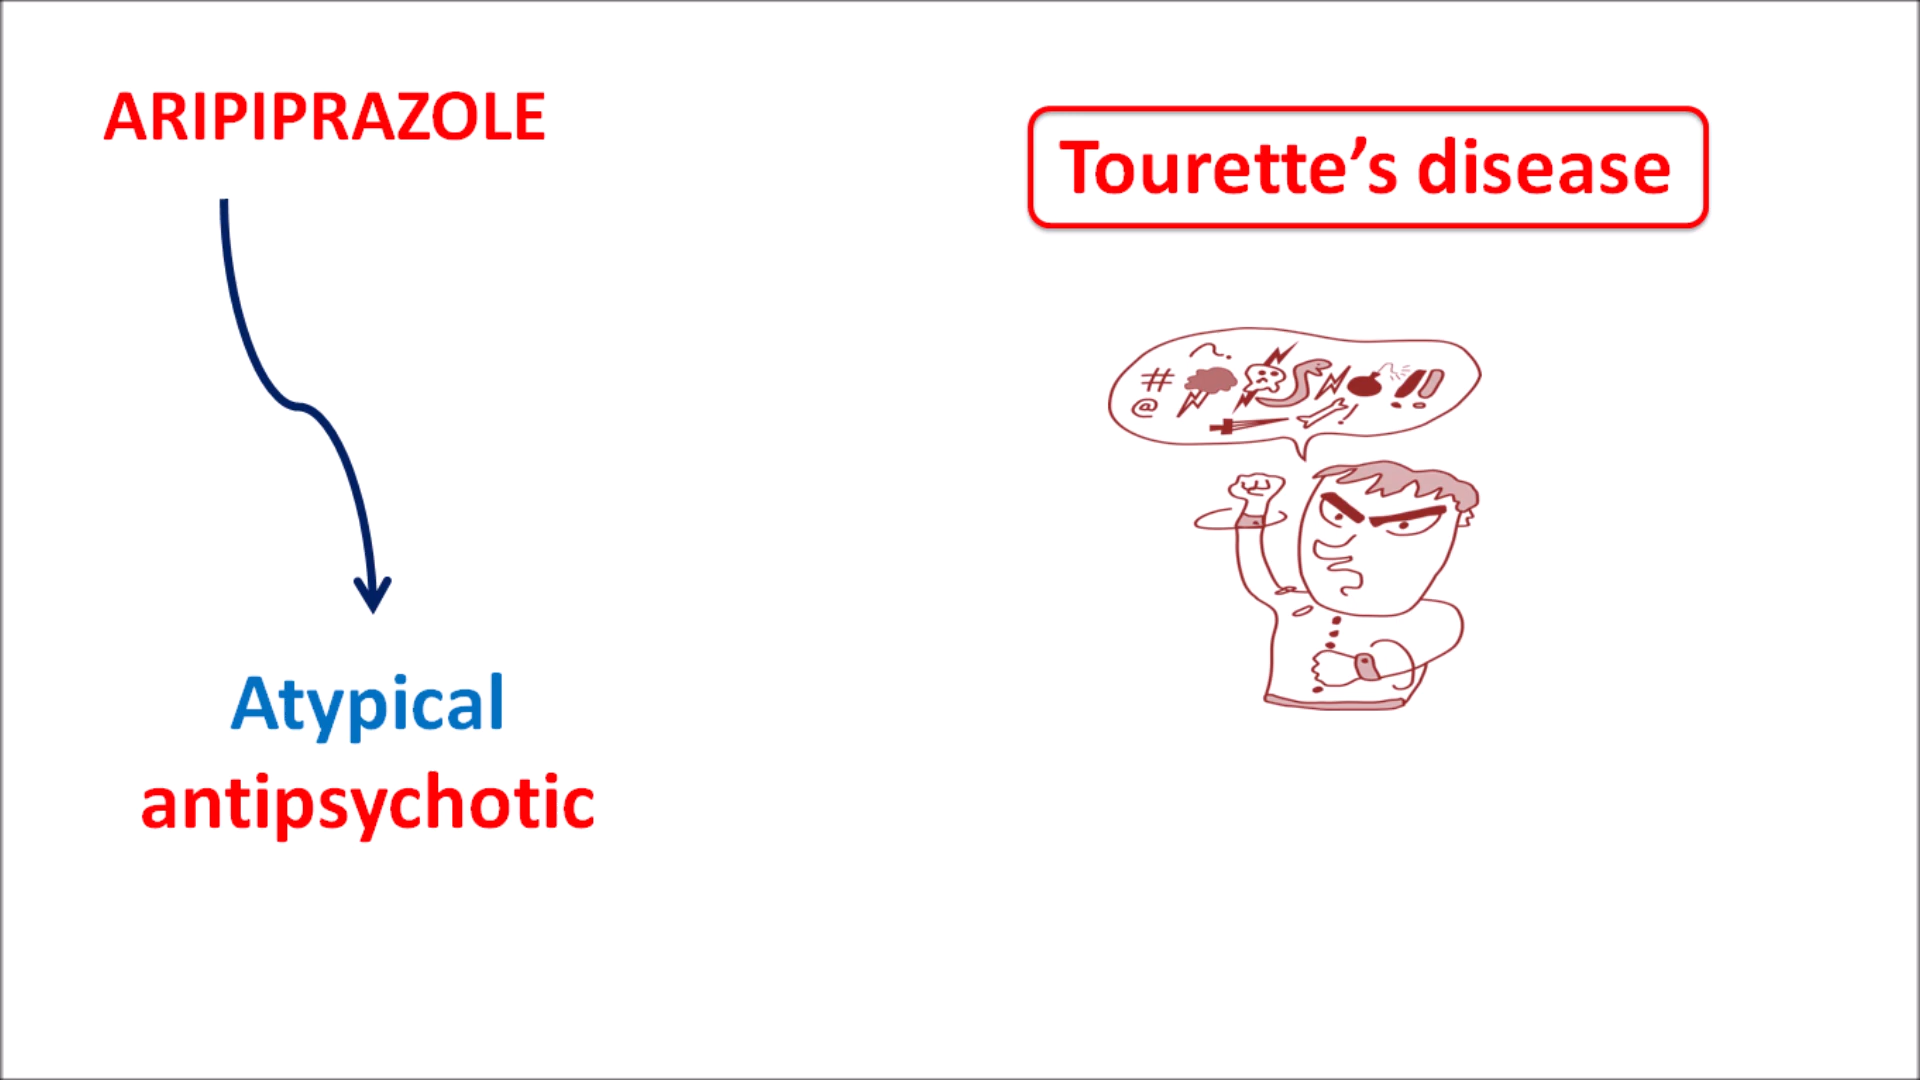 ARIPIPRAZOLE
Tourette’s disease
#
@
Atypical
antipsychotic